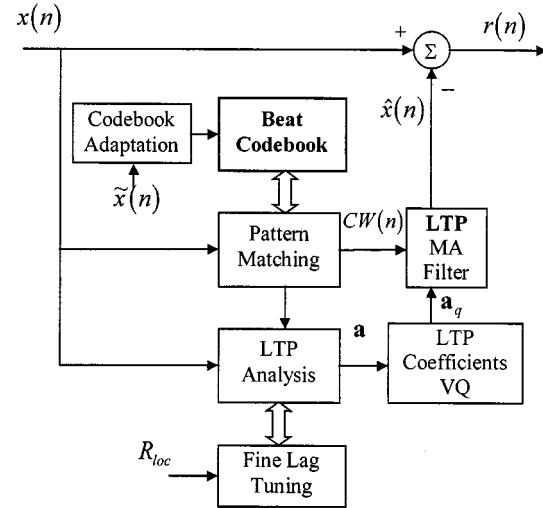 x(n)
+
Σ
r(n)
−
x̂(n)
Codebook
Adaptation
Beat
Codebook
x̃(n)
Pattern
Matching
CW(n)
LTP
MA
Filter
a_q
LTP
Analysis
a
LTP
Coefficients
VQ
R_loc
Fine Lag
Tuning